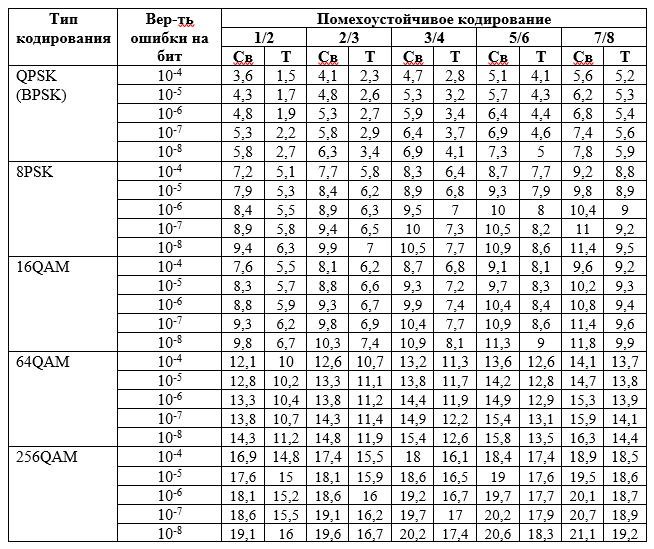 Тип кодирования Вер-ть ошибки на бит Помехоустойчивое кодирование
1/2 2/3 3/4 5/6 7/8
Св Т Св Т Св Т Св Т Св Т
QPSK (BPSK) 10-4 3,6 1,5 4,1 2,3 4,7 2,8 5,1 4,1 5,6 5,2
10-5 4,3 1,7 4,8 2,6 5,3 3,2 5,7 4,3 6,2 5,3
10-6 4,8 1,9 5,3 2,7 5,9 3,4 6,4 4,4 6,8 5,4
10-7 5,3 2,2 5,8 2,9 6,4 3,7 6,9 4,6 7,4 5,6
10-8 5,8 2,7 6,3 3,4 6,9 4,1 7,3 5 7,8 5,9
8PSK 10-4 7,2 5,1 7,7 5,8 8,3 6,4 8,7 7,7 9,2 8,8
10-5 7,9 5,3 8,4 6,2 8,9 6,8 9,3 7,9 9,8 8,9
10-6 8,4 5,5 8,9 6,3 9,5 7 10 8 10,4 9
10-7 8,9 5,8 9,4 6,5 10 7,3 10,5 8,2 11 9,2
10-8 9,4 6,3 9,9 7 10,5 7,7 10,9 8,6 11,4 9,5
16QAM 10-4 7,6 5,5 8,1 6,2 8,7 6,8 9,1 8,1 9,6 9,2
10-5 8,3 5,7 8,8 6,6 9,3 7,2 9,7 8,3 10,2 9,3
10-6 8,8 5,9 9,3 6,7 9,9 7,4 10,4 8,4 10,8 9,4
10-7 9,3 6,2 9,8 6,9 10,4 7,7 10,9 8,6 11,4 9,6
10-8 9,8 6,7 10,3 7,4 10,9 8,1 11,3 9 11,8 9,9
64QAM 10-4 12,1 10 12,6 10,7 13,2 11,3 13,6 12,6 14,1 13,7
10-5 12,8 10,2 13,3 11,1 13,8 11,7 14,2 12,8 14,7 13,8
10-6 13,3 10,4 13,8 11,2 14,4 11,9 14,9 12,9 15,3 13,9
10-7 13,8 10,7 14,3 11,4 14,9 12,2 15,4 13,1 15,9 14,1
10-8 14,3 11,2 14,8 11,9 15,4 12,6 15,8 13,5 16,3 14,4
256QAM 10-4 16,9 14,8 17,4 15,5 18 16,1 18,4 17,4 18,9 18,5
10-5 17,6 15 18,1 15,9 18,6 16,5 19 17,6 19,5 18,6
10-6 18,1 15,2 18,6 16 19,2 16,7 19,7 17,7 20,1 18,7
10-7 18,6 15,5 19,1 16,2 19,7 17 20,2 17,9 20,7 18,9
10-8 19,1 16 19,6 16,7 20,2 17,4 20,6 18,3 21,1 19,2